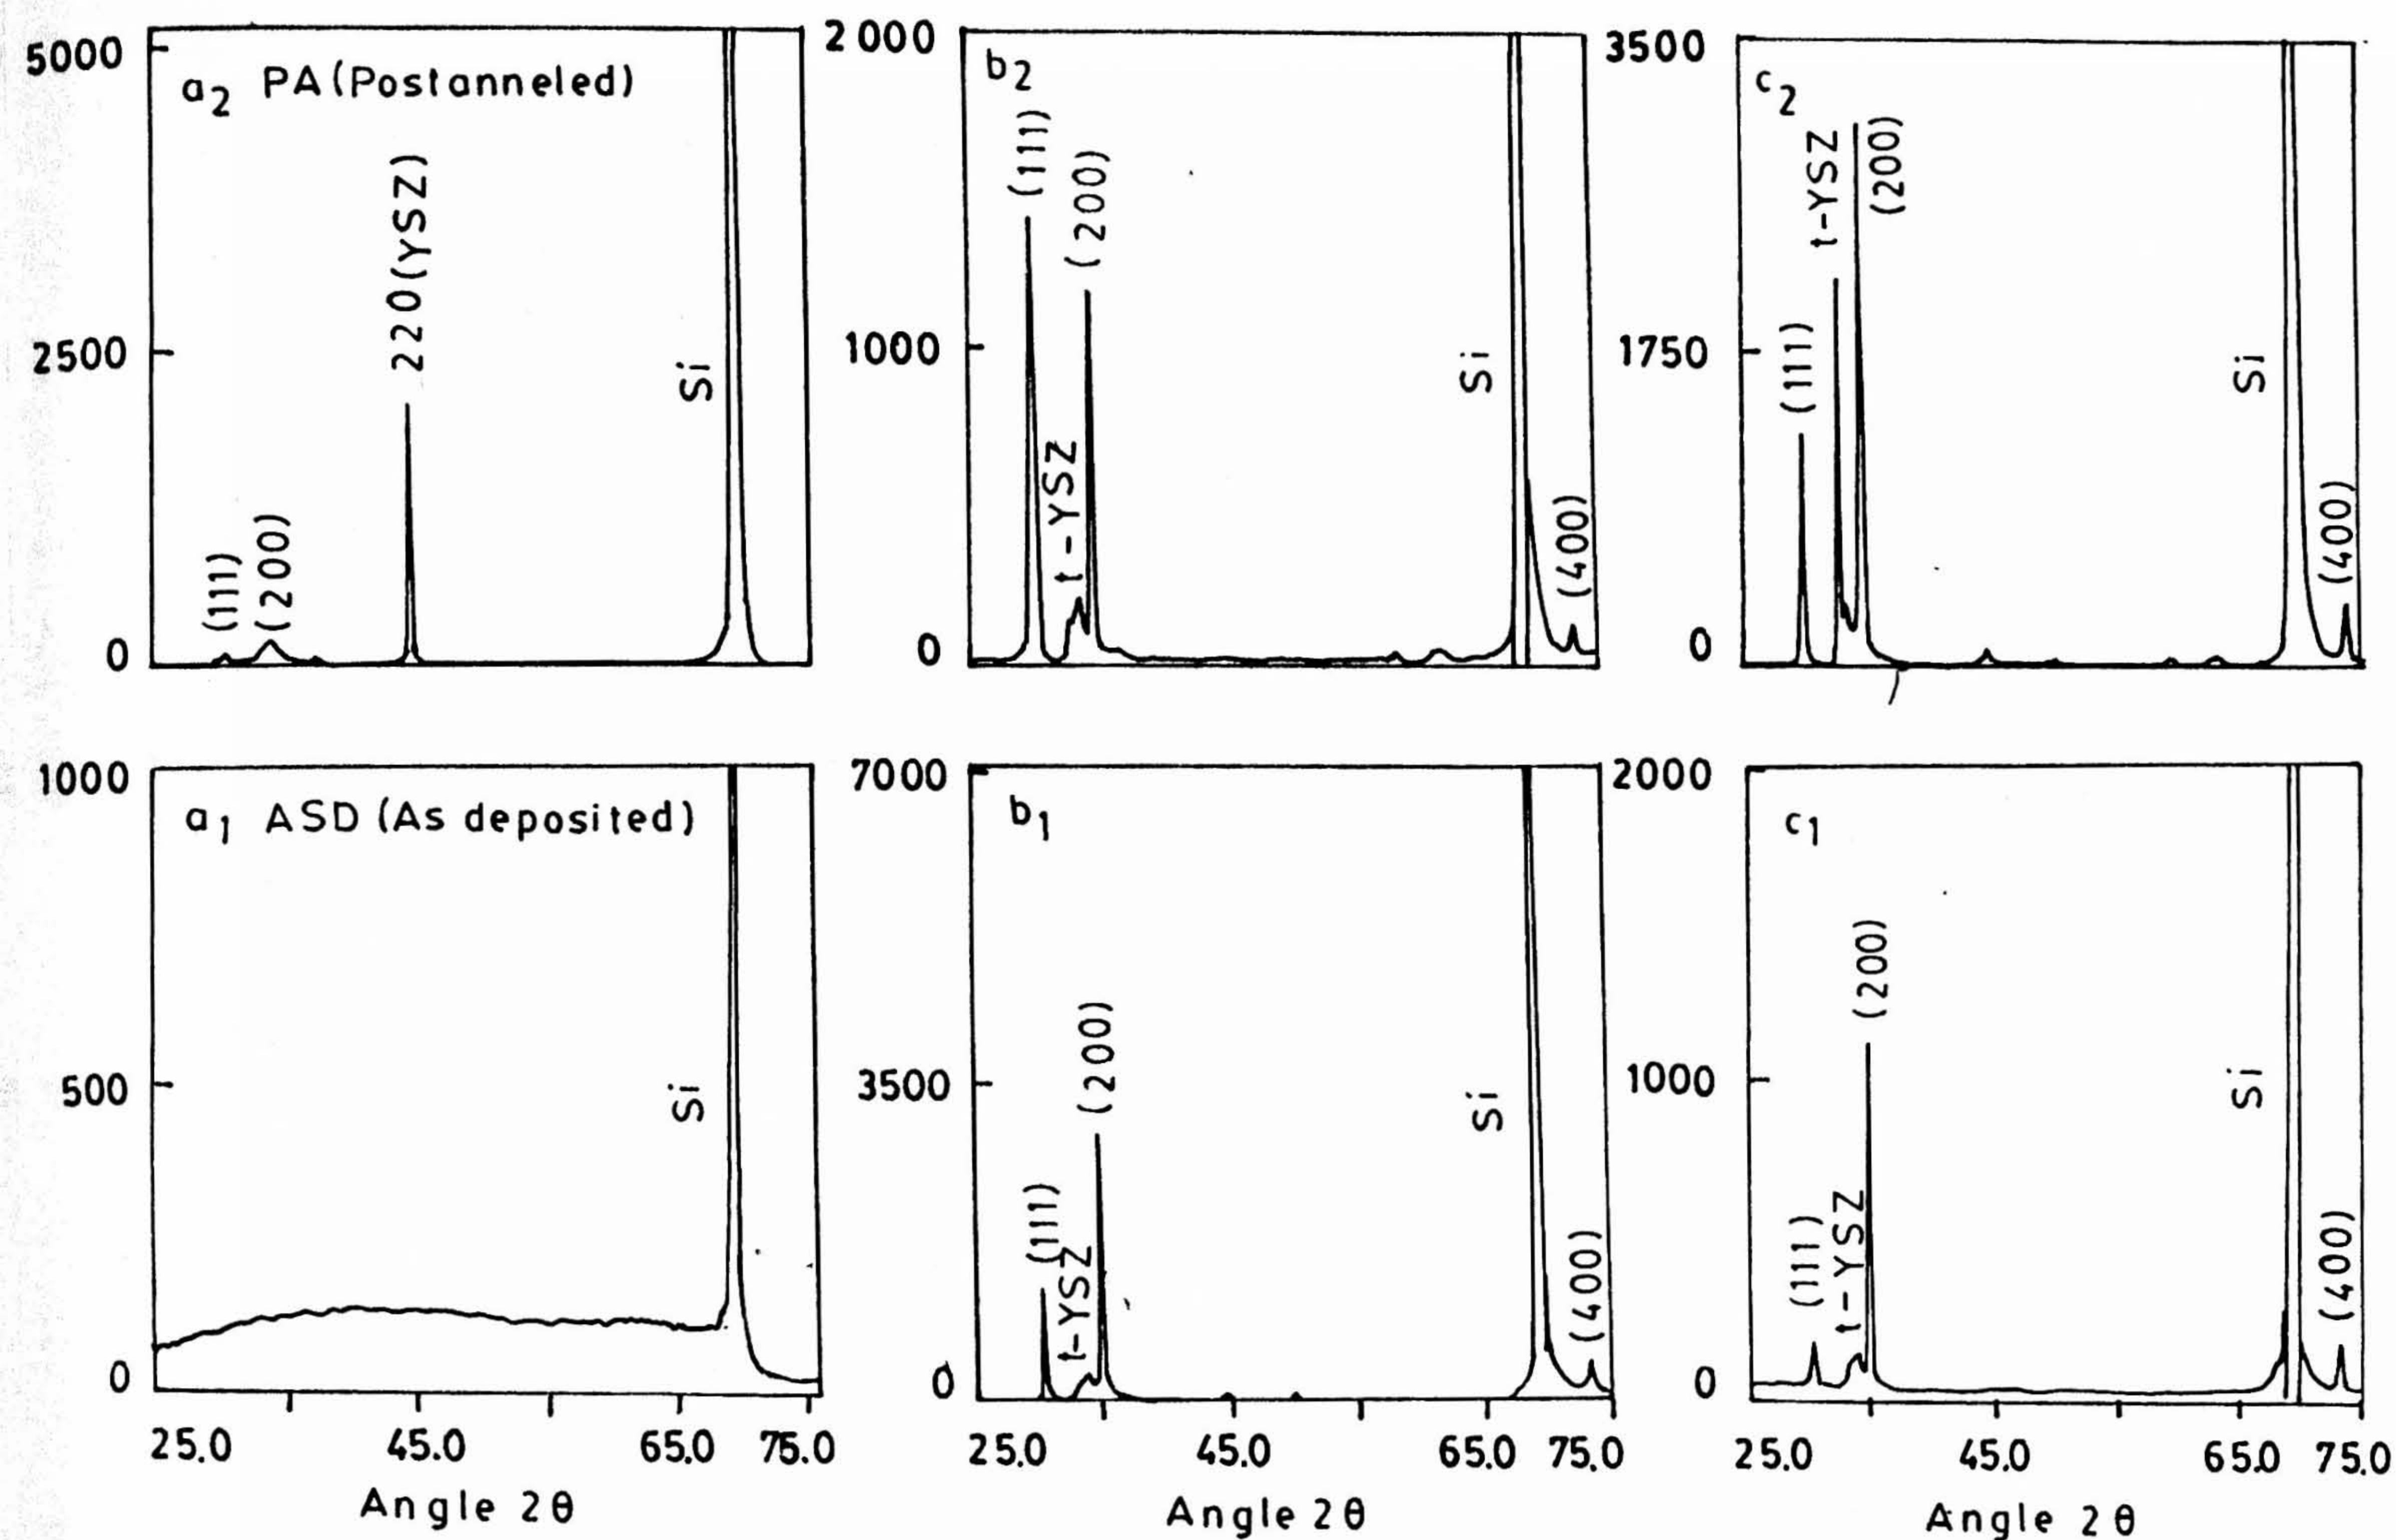 5000
2500
0
a2 PA (Postanneled)
(111)
(200)
220(YSZ)
Si
2000
1000
0
b2
(111)
t-YSZ
(200)
Si
(400)
3500
1750
0
c2
(111)
t-YSZ
(200)
Si
(400)
1000
500
0
a1 ASD (As deposited)
Si
25.0 45.0 65.0 75.0
Angle 2θ
7000
3500
0
b1
(111)
t-YSZ
(200)
Si
(400)
25.0 45.0 65.0 75.0
Angle 2θ
2000
1000
0
c1
(111)
t-YSZ
(200)
Si
(400)
25.0 45.0 65.0 75.0
Angle 2θ